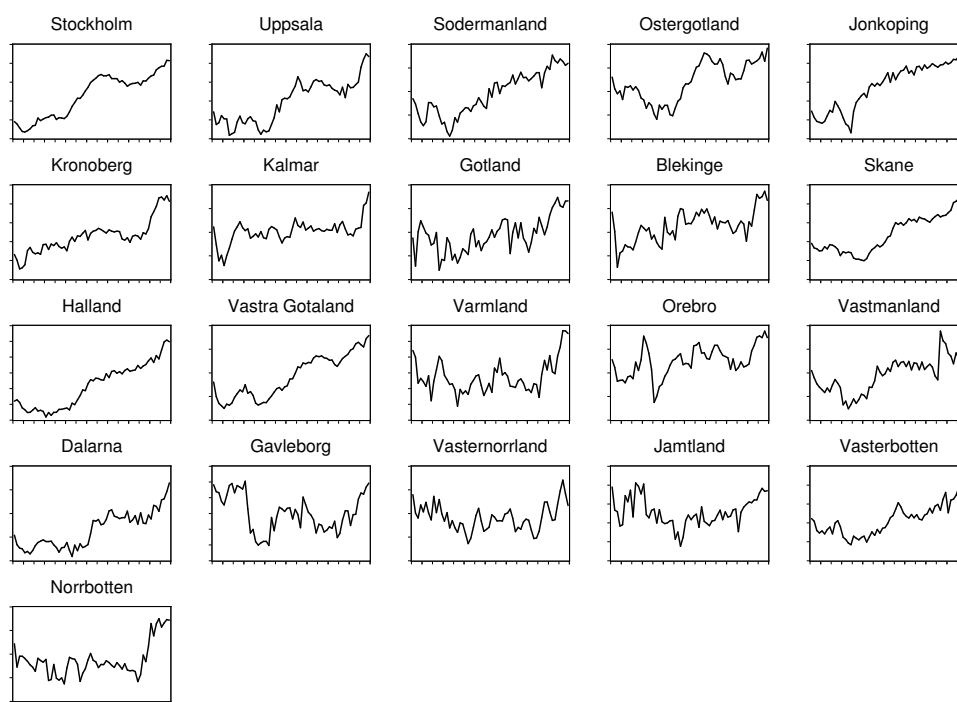 Stockholm
Uppsala
Sodermanland
Ostergotland
Jonkoping
Kronoberg
Kalmar
Gotland
Blekinge
Skane
Halland
Vastra Gotaland
Varmland
Orebro
Vastmanland
Dalarna
Gavleborg
Vasternorrland
Jamtland
Vasterbotten
Norrbotten